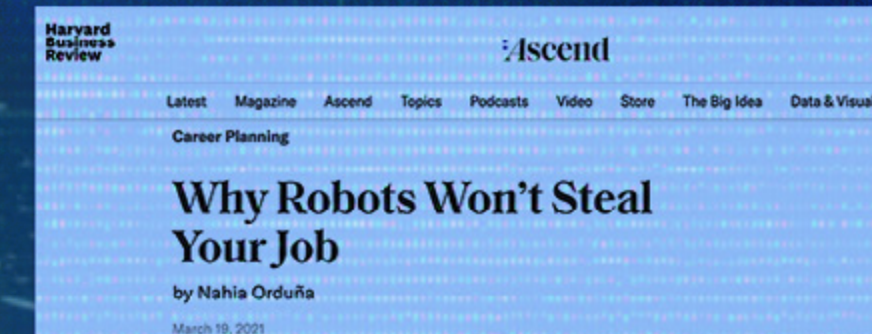 Harvard
Business
Review
Ascend
Latest Magazine Ascend Topics Podcasts Video Store The Big Idea Data &
Career Planning
Why Robots Won't Steal
Your Job
by Nahia Orduña
March 19, 2021